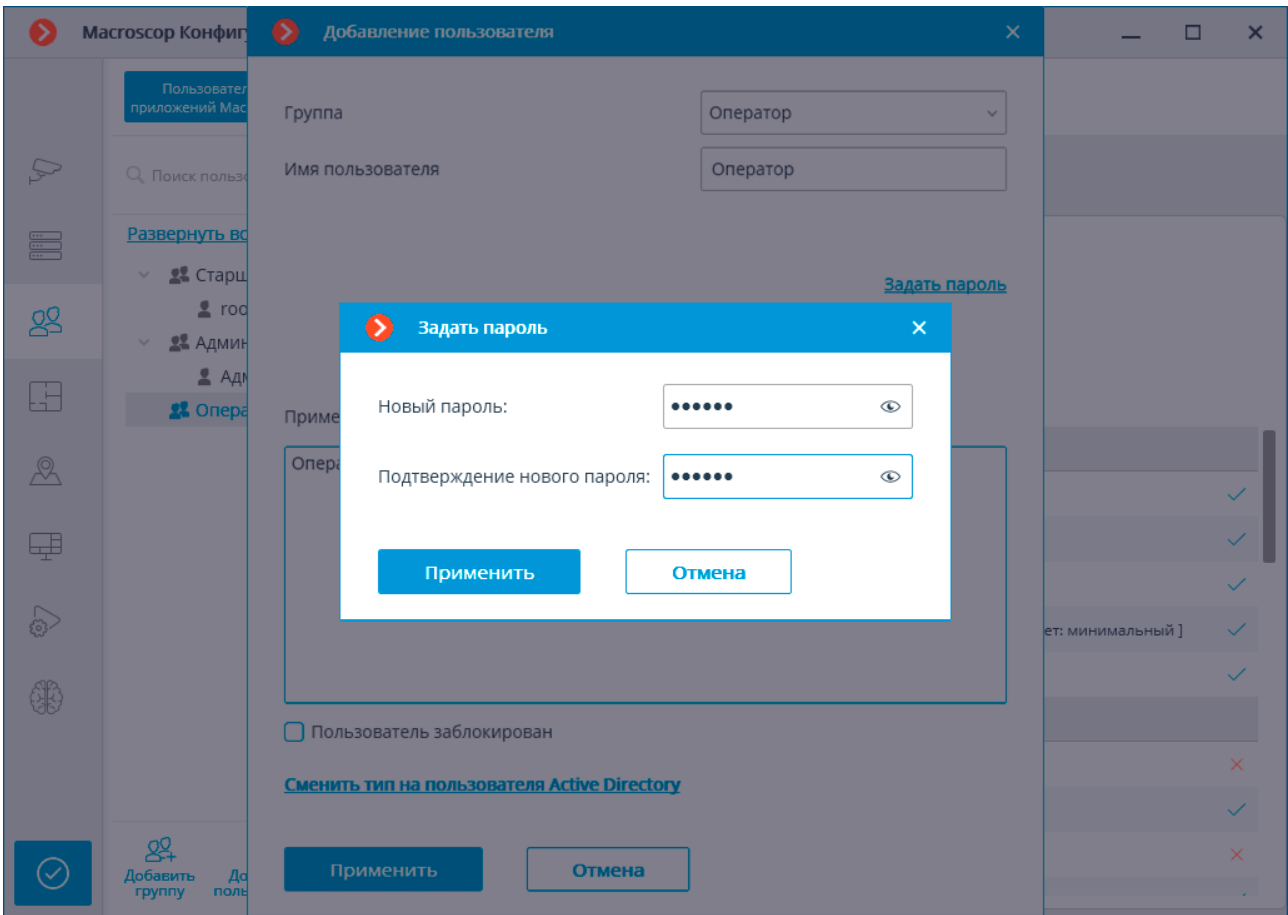 Macroscop Конфиг
Добавление пользователя
Пользовател
приложений Mac
Группа
Оператор
Поиск польз
Имя пользователя
Оператор
Развернуть вс
Старш
roo
Админ
Адм
Опера
Задать пароль
Задать пароль
Новый пароль:
••••••
Подтверждение нового пароля:
••••••
Применить
Отмена
Приме
Опера
ет: минимальный ]
Пользователь заблокирован
Сменить тип на пользователя Active Directory
Применить
Отмена
Добавить
группу
До
поль